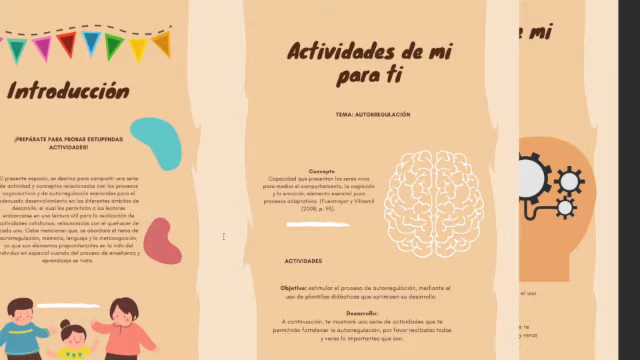 Introducción
¡PREPÁRATE PARA PROBAR ESTUPENDAS
ACTIVIDADES!
El presente espacio, se destina para compartir una serie
de actividad y conceptos relacionados con los procesos
cognoscitivos y de autorregulación mencionados para el
adecuado desenvolvimiento en los diferentes ámbitos de
desarrollo, el cual les permitirán a los lectores
embarcarse en una lectura útil para la realización de
actividades cotidianas, relacionadas con el quehacer de
cada uno. Cabe mencionar que, se abordará el tema de
autorregulación, memoria, lenguaje y la metacognición,
ya que son elementos preponderantes en la vida del
individuo en especial cuando del proceso de enseñanza y
aprendizaje se trata.
Actividades de mi
para ti
TEMA: AUTORREGULACIÓN
Concepto
Capacidad que presentan los seres vivos
para mediar el comportamiento, la cognición
y la emoción, elemento esencial para
procesos adaptativos. (Fuenmayor y Villasmil
(2008, p. 95).
ACTIVIDADES
Objetivo: estimular el proceso de autorregulación, mediante el
uso de plantillas didácticas que optimicen su desarrollo.
Desarrollo:
A continuación, te mostraré una serie de actividades que te
permitirán fortalecer la autorregulación, por favor realízalas todas
y verás lo importantes que son.
e mi
el uso
te
y verás